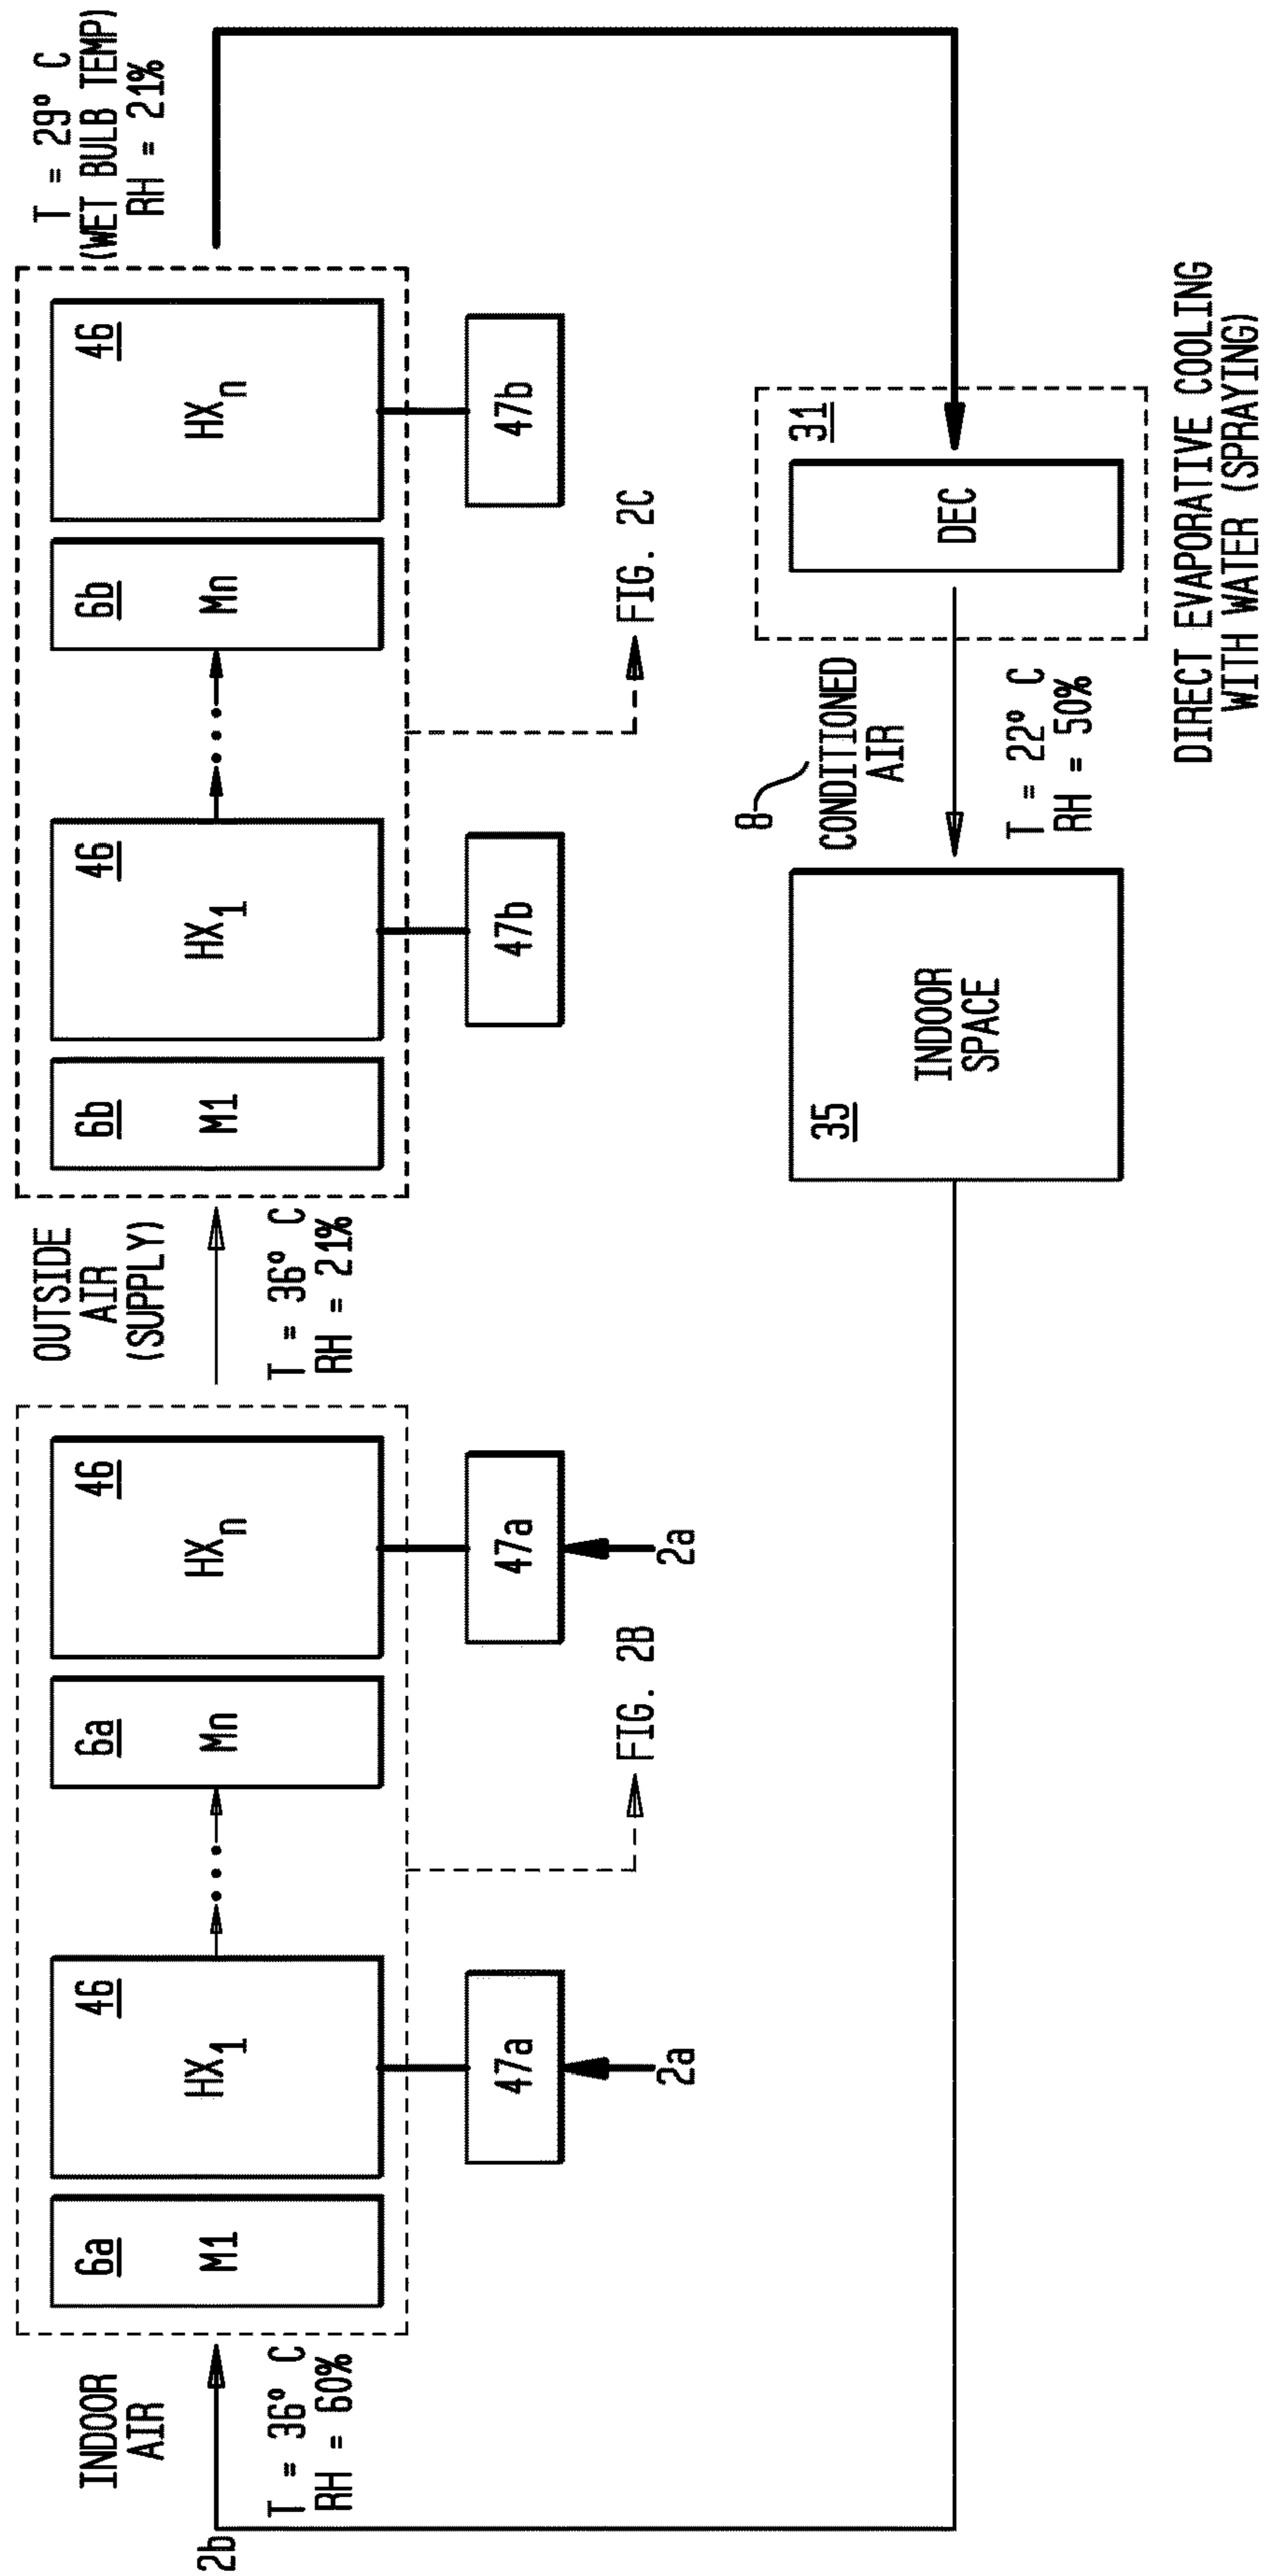 2b
INDOOR
AIR
T = 36° C
RH = 60%
6a
M1
46
HX1
47a
2a
6a
Mn
46
HXn
47a
2a
FIG. 2B
OUTSIDE
AIR
(SUPPLY)
T = 36° C
RH = 21%
6b
M1
46
HX1
47b
6b
Mn
46
HXn
47b
FIG. 2C
T = 29° C
(WET BULB TEMP)
RH = 21%
35
INDOOR
SPACE
8
CONDITIONED
AIR
T = 22° C
RH = 50%
31
DEC
DIRECT EVAPORATIVE COOLING
WITH WATER (SPRAYING)